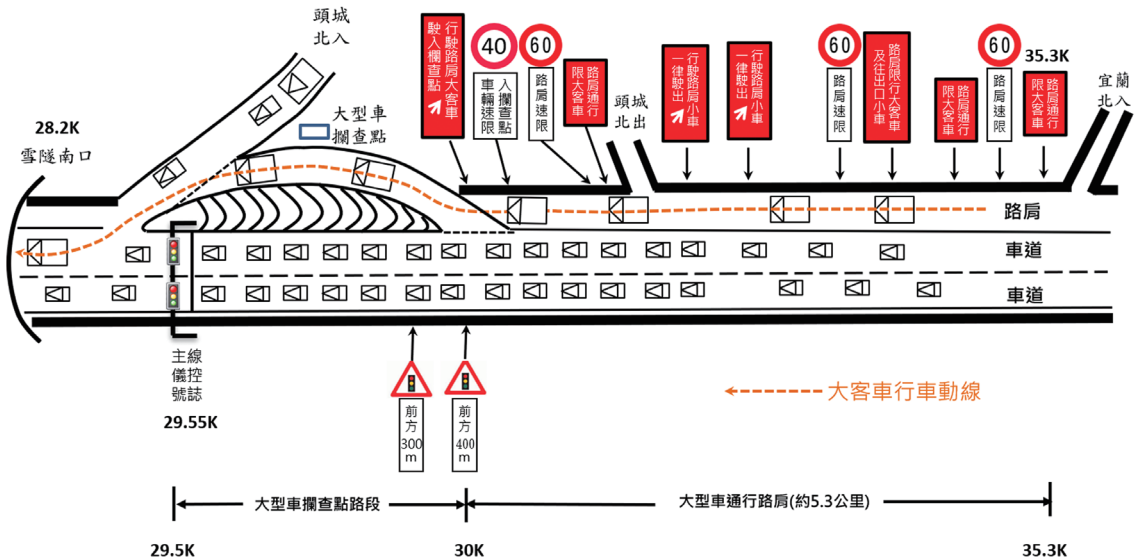 頭城
北入
28.2K
雪隧南口
大型車
攔查點
行駛路肩大客車
駛入欄查點
40
入攔查點
車輛速限
60
路肩速限
路肩通行
限大客車
頭城
北出
行駛路肩小車
一律駛出
行駛路肩小車
一律駛出
60
路肩速限
路肩限行大客車
及往出口小車
路肩通行
限大客車
60
路肩速限
35.3K
路肩通行
限大客車
宜蘭
北入
路肩
車道
車道
主線
儀控
號誌
29.55K
前方
300
m
前方
400
m
大客車行車動線
大型車攔查點路段
大型車通行路肩(約5.3公里)
29.5K
30K
35.3K